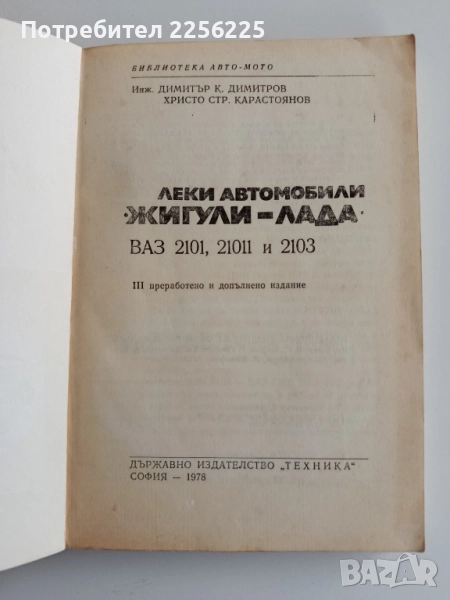 Потребител 2256225
БИБЛИОТЕКА АВТО-МОТО
Инж. ДИМИТЪР К. ДИМИТРОВ
ХРИСТО СТР. КАРАСТОЯНОВ
ЛЕКИ АВТОМОБИЛИ
·ЖИГУЛИ-ЛАДА·
ВАЗ 2101, 21011 и 2103
III преработено и допълнено издание
ДЪРЖАВНО ИЗДАТЕЛСТВО „ТЕХНИКА“
СОФИЯ — 1978
BAZAR